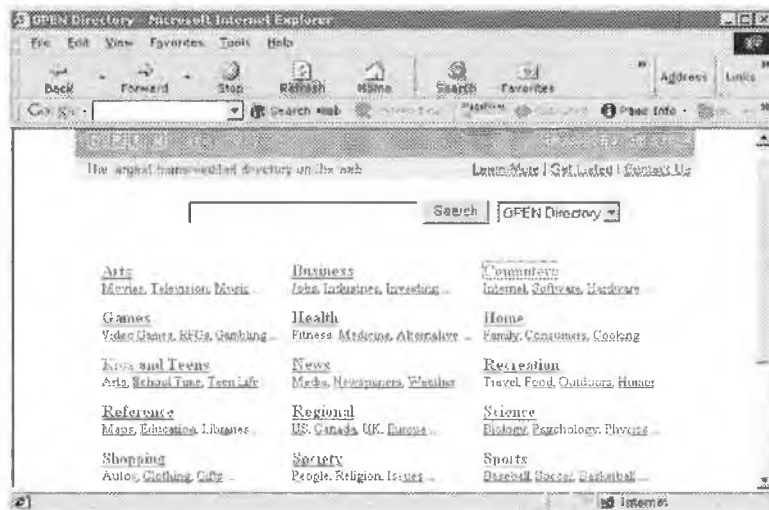 OPEN Directory - Microsoft Internet Explorer
File Edit View Favorites Tools Help
Back Forward Stop Refresh Home Search Favorites Address Links
Search Web Page Info
OPEN
The largest human-edited directory on the web Learn More | Get Listed | Contact Us
Search OPEN Directory
Arts Business Computers
Movies, Television, Music... Jobs, Industries, Investing... Internet, Software, Hardware...
Games Health Home
Video Games, RPGs, Gambling... Fitness, Medicine, Alternative... Family, Consumers, Cooking
Kids and Teens News Recreation
Arts, School Time, Teen Life Media, Newspapers, Weather Travel, Food, Outdoors, Humor
Reference Regional Science
Maps, Education, Libraries... US, Canada, UK, Europe... Biology, Psychology, Physics...
Shopping Society Sports
Autos, Clothing, Gifts... People, Religion, Issues... Baseball, Soccer, Basketball...
Internet